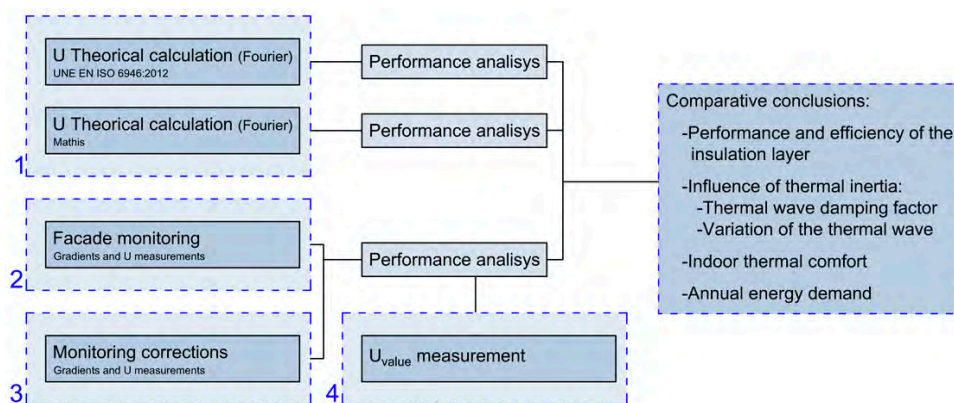 U Theorical calculation (Fourier)
UNE EN ISO 6946:2012
U Theorical calculation (Fourier)
Mathis
1
Facade monitoring
Gradients and U measurements
2
Monitoring corrections
Gradients and U measurements
3
Performance analisys
Performance analisys
Performance analisys
Uvalue measurement
4
Comparative conclusions:
-Performance and efficiency of the
insulation layer
-Influence of thermal inertia:
-Thermal wave damping factor
-Variation of the thermal wave
-Indoor thermal comfort
-Annual energy demand